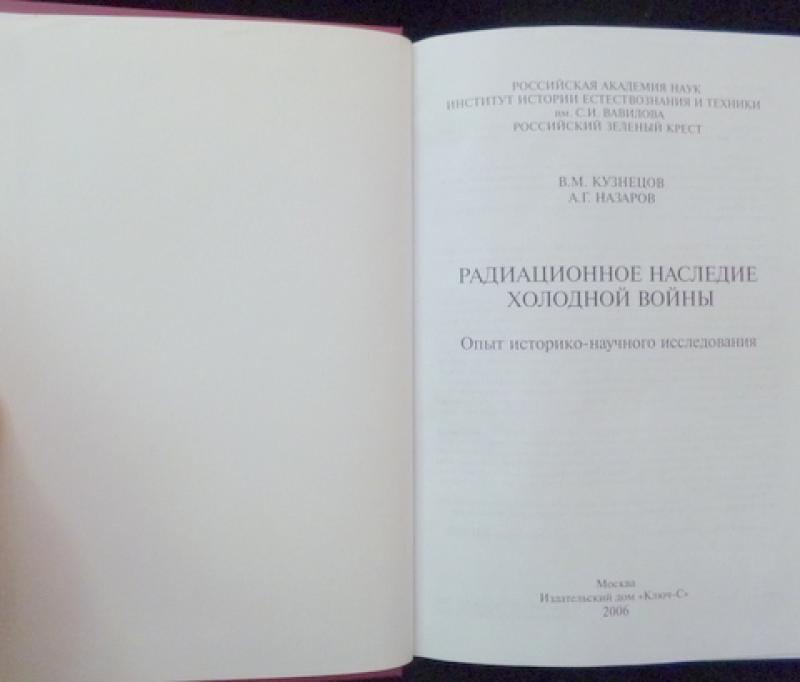 РОССИЙСКАЯ АКАДЕМИЯ НАУК
ИНСТИТУТ ИСТОРИИ ЕСТЕСТВОЗНАНИЯ И ТЕХНИКИ
им. С.И. ВАВИЛОВА
РОССИЙСКИЙ ЗЕЛЕНЫЙ КРЕСТ
В.М. КУЗНЕЦОВ
А.Г. НАЗАРОВ
РАДИАЦИОННОЕ НАСЛЕДИЕ
ХОЛОДНОЙ ВОЙНЫ
Опыт историко-научного исследования
Москва
Издательский дом «Ключ-С»
2006